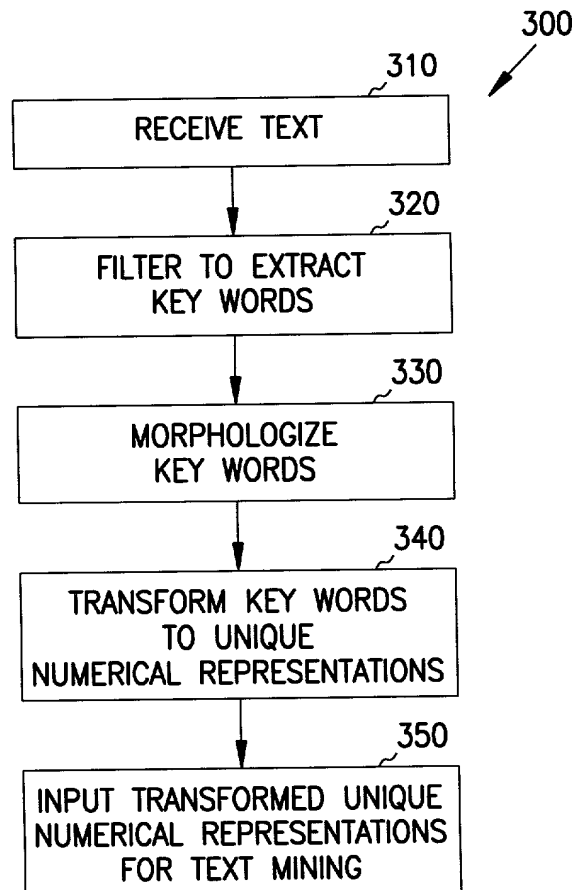 300
310
RECEIVE TEXT
320
FILTER TO EXTRACT
KEY WORDS
330
MORPHOLOGIZE
KEY WORDS
340
TRANSFORM KEY WORDS
TO UNIQUE
NUMERICAL REPRESENTATIONS
350
INPUT TRANSFORMED UNIQUE
NUMERICAL REPRESENTATIONS
FOR TEXT MINING